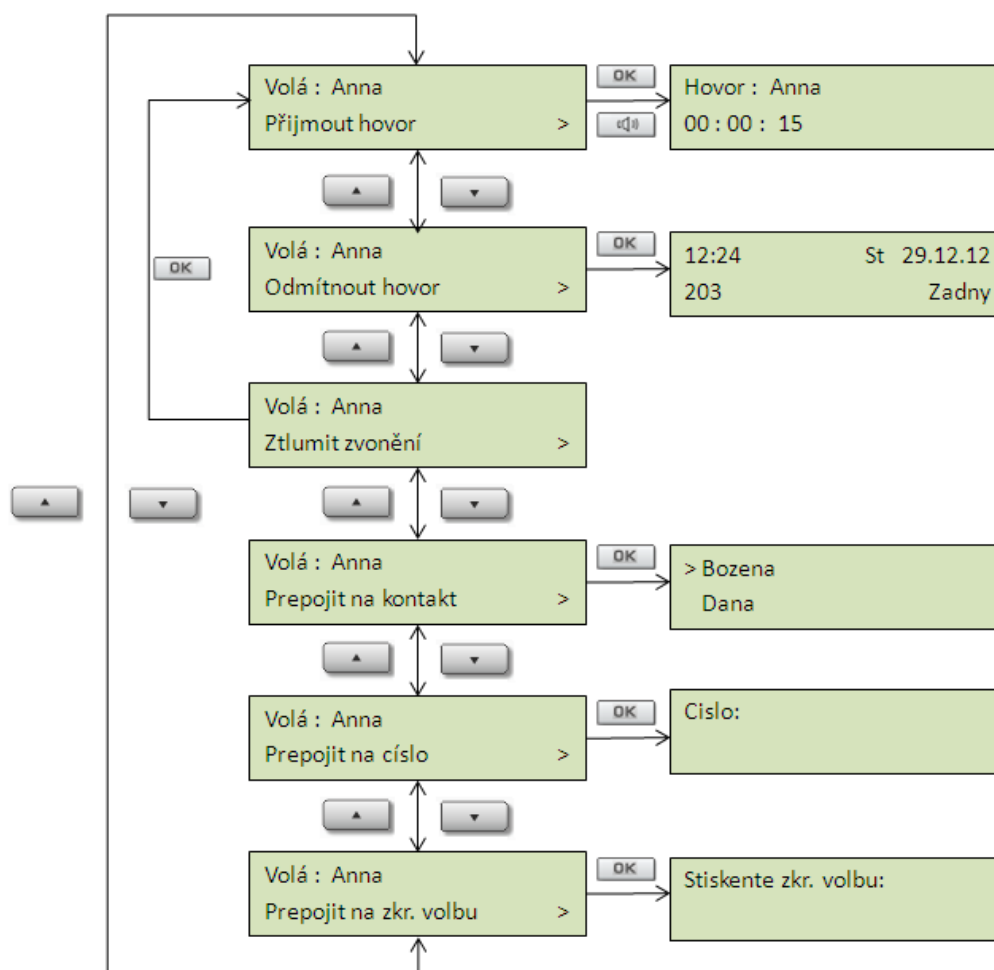 Volá : Anna
Přijmout hovor >
OK
Hovor : Anna
00 : 00 : 15
Volá : Anna
Odmítnout hovor >
OK
12:24 St 29.12.12
203 Zadny
OK
Volá : Anna
Ztlumit zvonění >
Volá : Anna
Prepojit na kontakt >
OK
> Bozena
Dana
Volá : Anna
Prepojit na císlo >
OK
Cislo:
Volá : Anna
Prepojit na zkr. volbu >
OK
Stiskente zkr. volbu: